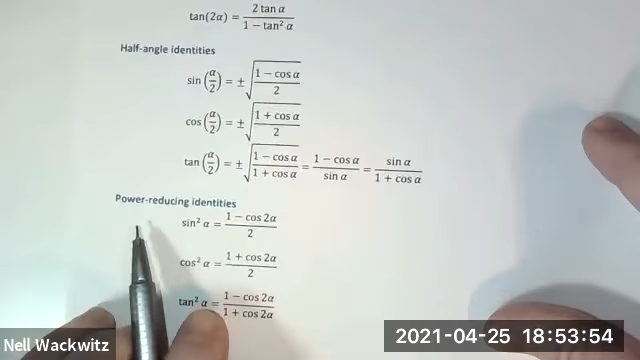 tan(2α) = 2 tan α / 1 − tan² α
Half-angle identities
sin(α/2) = ±√(1 − cos α / 2)
cos(α/2) = ±√(1 + cos α / 2)
tan(α/2) = ±√(1 − cos α / 1 + cos α) = 1 − cos α / sin α = sin α / 1 + cos α
Power-reducing identities
sin² α = 1 − cos 2α / 2
cos² α = 1 + cos 2α / 2
tan² α = 1 − cos 2α / 1 + cos 2α
Nell Wackwitz
2021-04-25 18:53:54